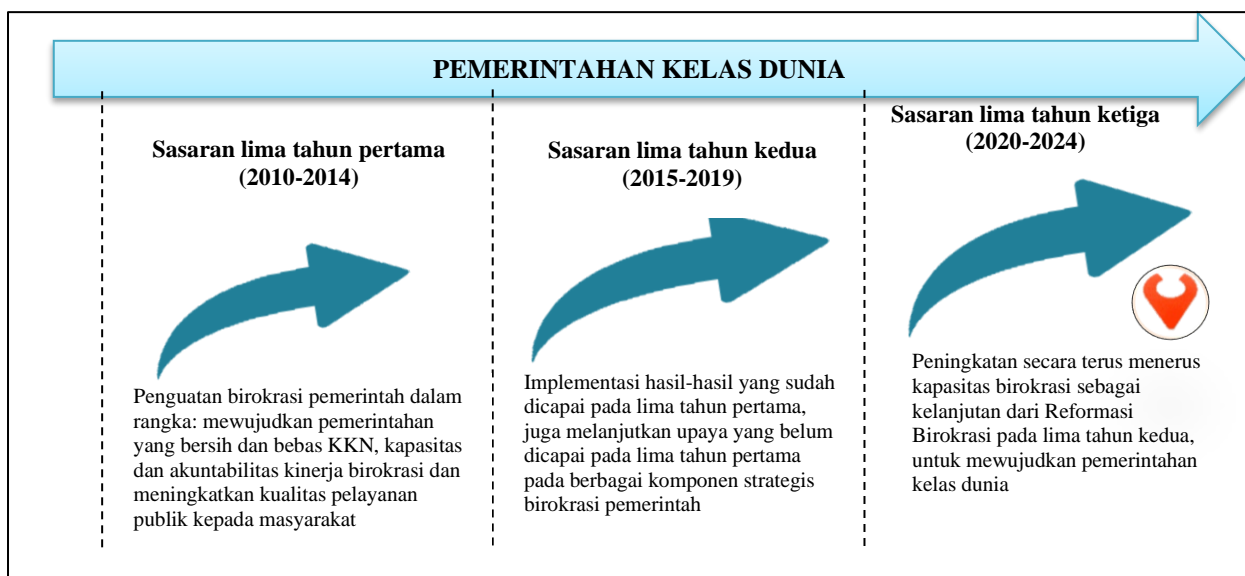 PEMERINTAHAN KELAS DUNIA
Sasaran lima tahun pertama
(2010-2014)
Penguatan birokrasi pemerintah dalam
rangka: mewujudkan pemerintahan
yang bersih dan bebas KKN, kapasitas
dan akuntabilitas kinerja birokrasi dan
meningkatkan kualitas pelayanan
publik kepada masyarakat
Sasaran lima tahun kedua
(2015-2019)
Implementasi hasil-hasil yang sudah
dicapai pada lima tahun pertama,
juga melanjutkan upaya yang belum
dicapai pada lima tahun pertama
pada berbagai komponen strategis
birokrasi pemerintah
Sasaran lima tahun ketiga
(2020-2024)
Peningkatan secara terus menerus
kapasitas birokrasi sebagai
kelanjutan dari Reformasi
Birokrasi pada lima tahun kedua,
untuk mewujudkan pemerintahan
kelas dunia